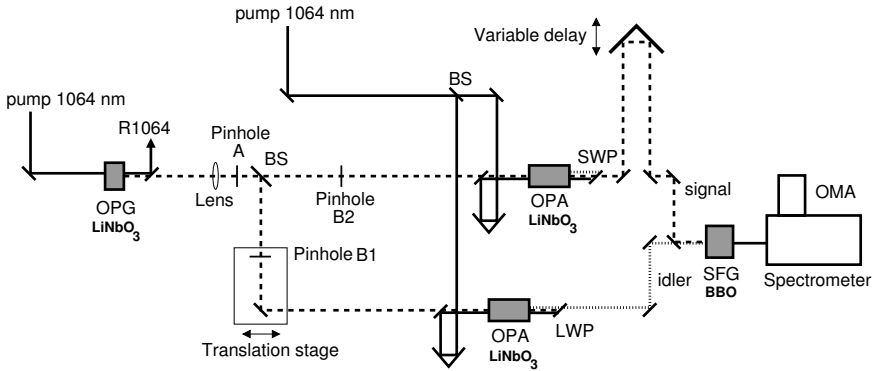 pump 1064 nm
Variable delay
BS
pump 1064 nm
R1064
Pinhole
A
BS
SWP
Lens
Pinhole
B2
OPA
LiNbO3
signal
OMA
OPG
LiNbO3
Pinhole B1
idler
SFG
BBO
Spectrometer
Translation stage
OPA
LiNbO3
LWP